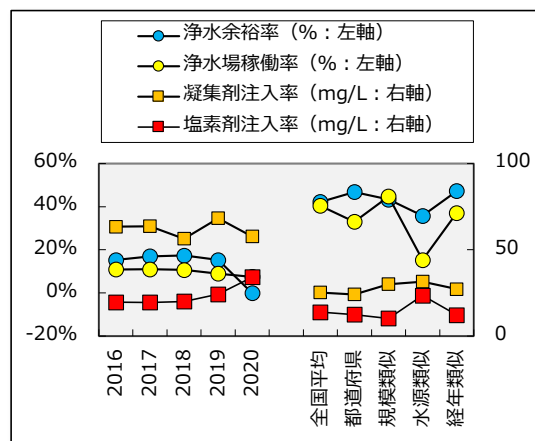 浄水余裕率（%：左軸）
浄水場稼働率（%：左軸）
凝集剤注入率（mg/L：右軸）
塩素剤注入率（mg/L：右軸）
60%
40%
20%
0%
-20%
100
50
0
2016
2017
2018
2019
2020
全国平均
都道府県
規模類似
水源類似
経年類似